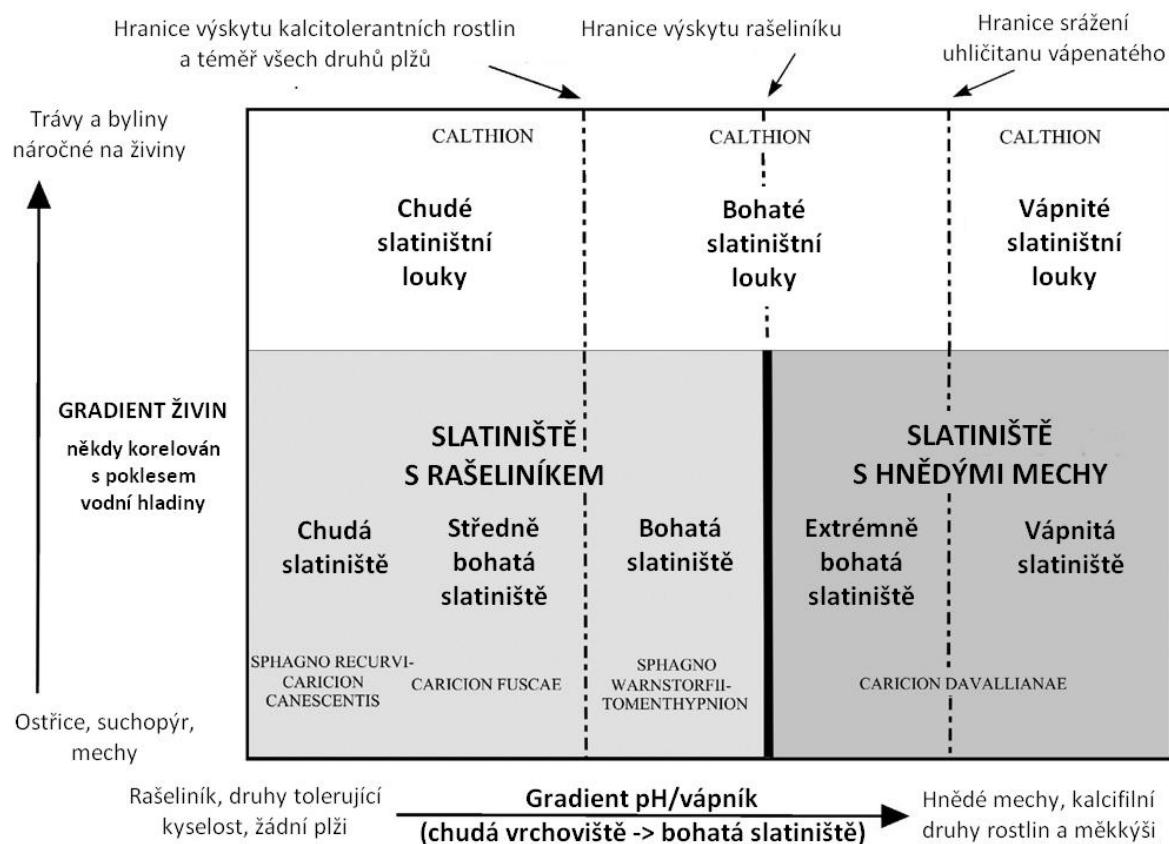 Hranice výskytu kalcitolerantních rostlin
a téměř všech druhů plžů
Hranice výskytu rašeliníku
Hranice srážení
uhličitanu vápenatého
Trávy a byliny
náročné na živiny
CALTHION
CALTHION
CALTHION
Chudé
slatiništní
louky
Bohaté
slatiništní
louky
Vápnité
slatiništní
louky
GRADIENT ŽIVIN
někdy korelován
s poklesem
vodní hladiny
SLATINIŠTĚ
S RAŠELINÍKEM
SLATINIŠTĚ
S HNĚDÝMI MECHY
Chudá
slatiniště
Středně
bohatá
slatiniště
Bohatá
slatiniště
Extrémně
bohatá
slatiniště
Vápnitá
slatiniště
SPHAGNO RECURVI-
CARICION
CANESCENTIS
CARICION FUSCAE
SPHAGNO
WARNSTORFII-
TOMENTHYPNION
CARICION DAVALLIANAE
Ostřice, suchopýr,
mechy
Rašeliník, druhy tolerující
kyselost, žádní plži
Gradient pH/vápník
(chudá vrchoviště -> bohatá slatiniště)
Hnědé mechy, kalcifilní
druhy rostlin a měkkýši